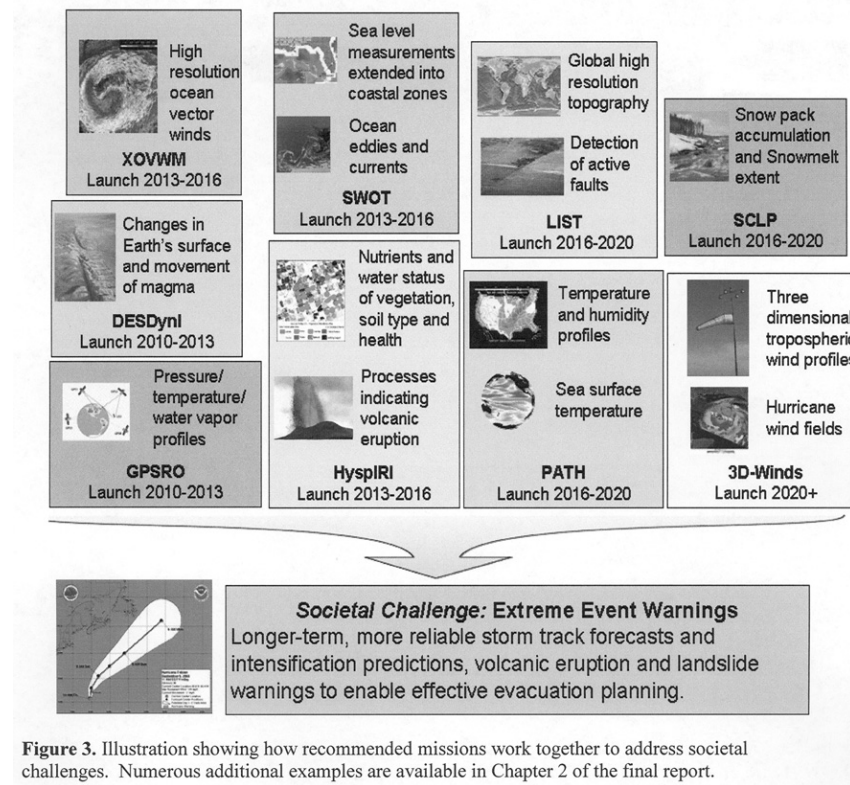 High
resolution
ocean
vector
winds
XOVWM
Launch 2013-2016
Sea level
measurements
extended into
coastal zones
Ocean
eddies and
currents
SWOT
Launch 2013-2016
Global high
resolution
topography
Detection
of active
faults
LIST
Launch 2016-2020
Snow pack
accumulation
and Snowmelt
extent
SCLP
Launch 2016-2020
Changes in
Earth's surface
and movement
of magma
DESDynI
Launch 2010-2013
Nutrients and
water status
of vegetation,
soil type and
health
Processes
indicating
volcanic
eruption
HyspIRI
Launch 2013-2016
Temperature
and humidity
profiles
Sea surface
temperature
PATH
Launch 2016-2020
Three
dimensional
tropospheric
wind profiles
Hurricane
wind fields
3D-Winds
Launch 2020+
Pressure/
temperature/
water vapor
profiles
GPSRO
Launch 2010-2013
Societal Challenge: Extreme Event Warnings
Longer-term, more reliable storm track forecasts and
intensification predictions, volcanic eruption and landslide
warnings to enable effective evacuation planning.
Figure 3. Illustration showing how recommended missions work together to address societal
challenges. Numerous additional examples are available in Chapter 2 of the final report.